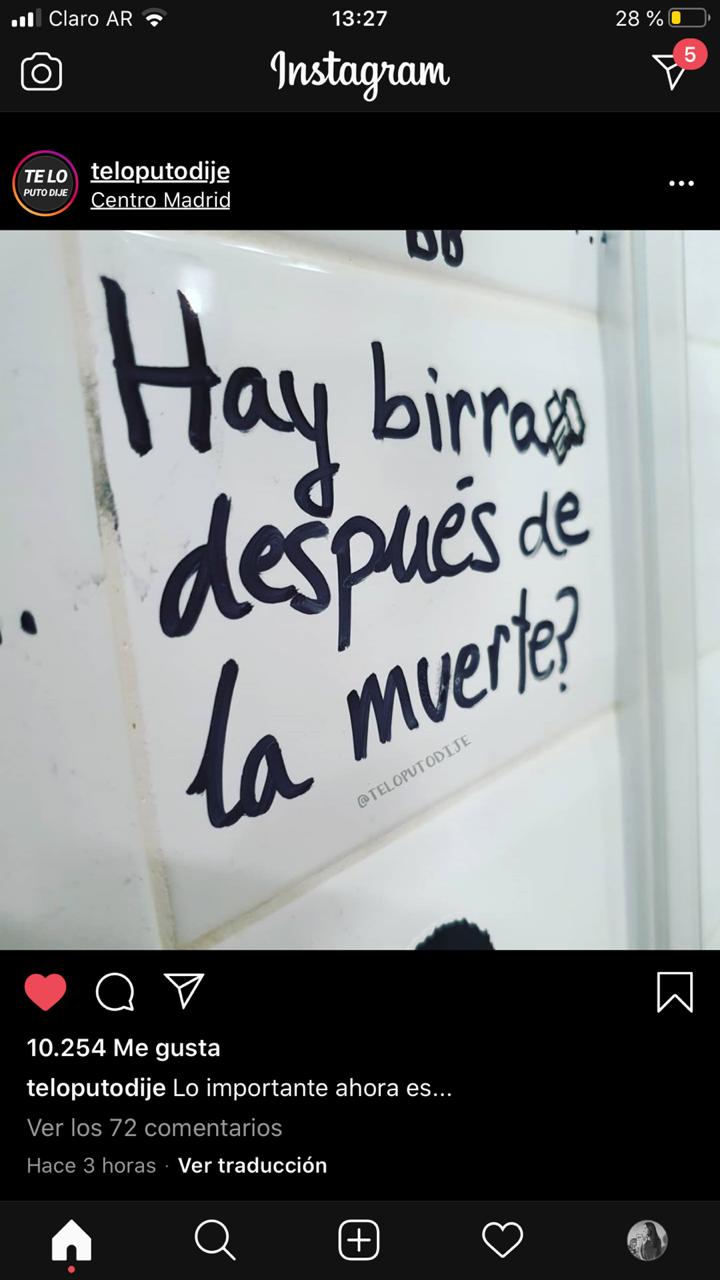 Claro AR
13:27
28 %
Instagram
5
TE LO
PUTO DIJE
teloputodije
Centro Madrid
Hay birra
después de
la muerte?
@TELOPUTODIJE
10.254 Me gusta
teloputodije Lo importante ahora es...
Ver los 72 comentarios
Hace 3 horas · Ver traducción